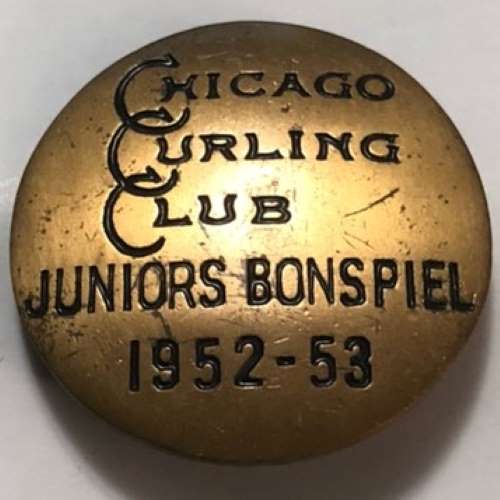 CHICAGO
CURLING
CLUB
JUNIORS BONSPIEL
1952-53